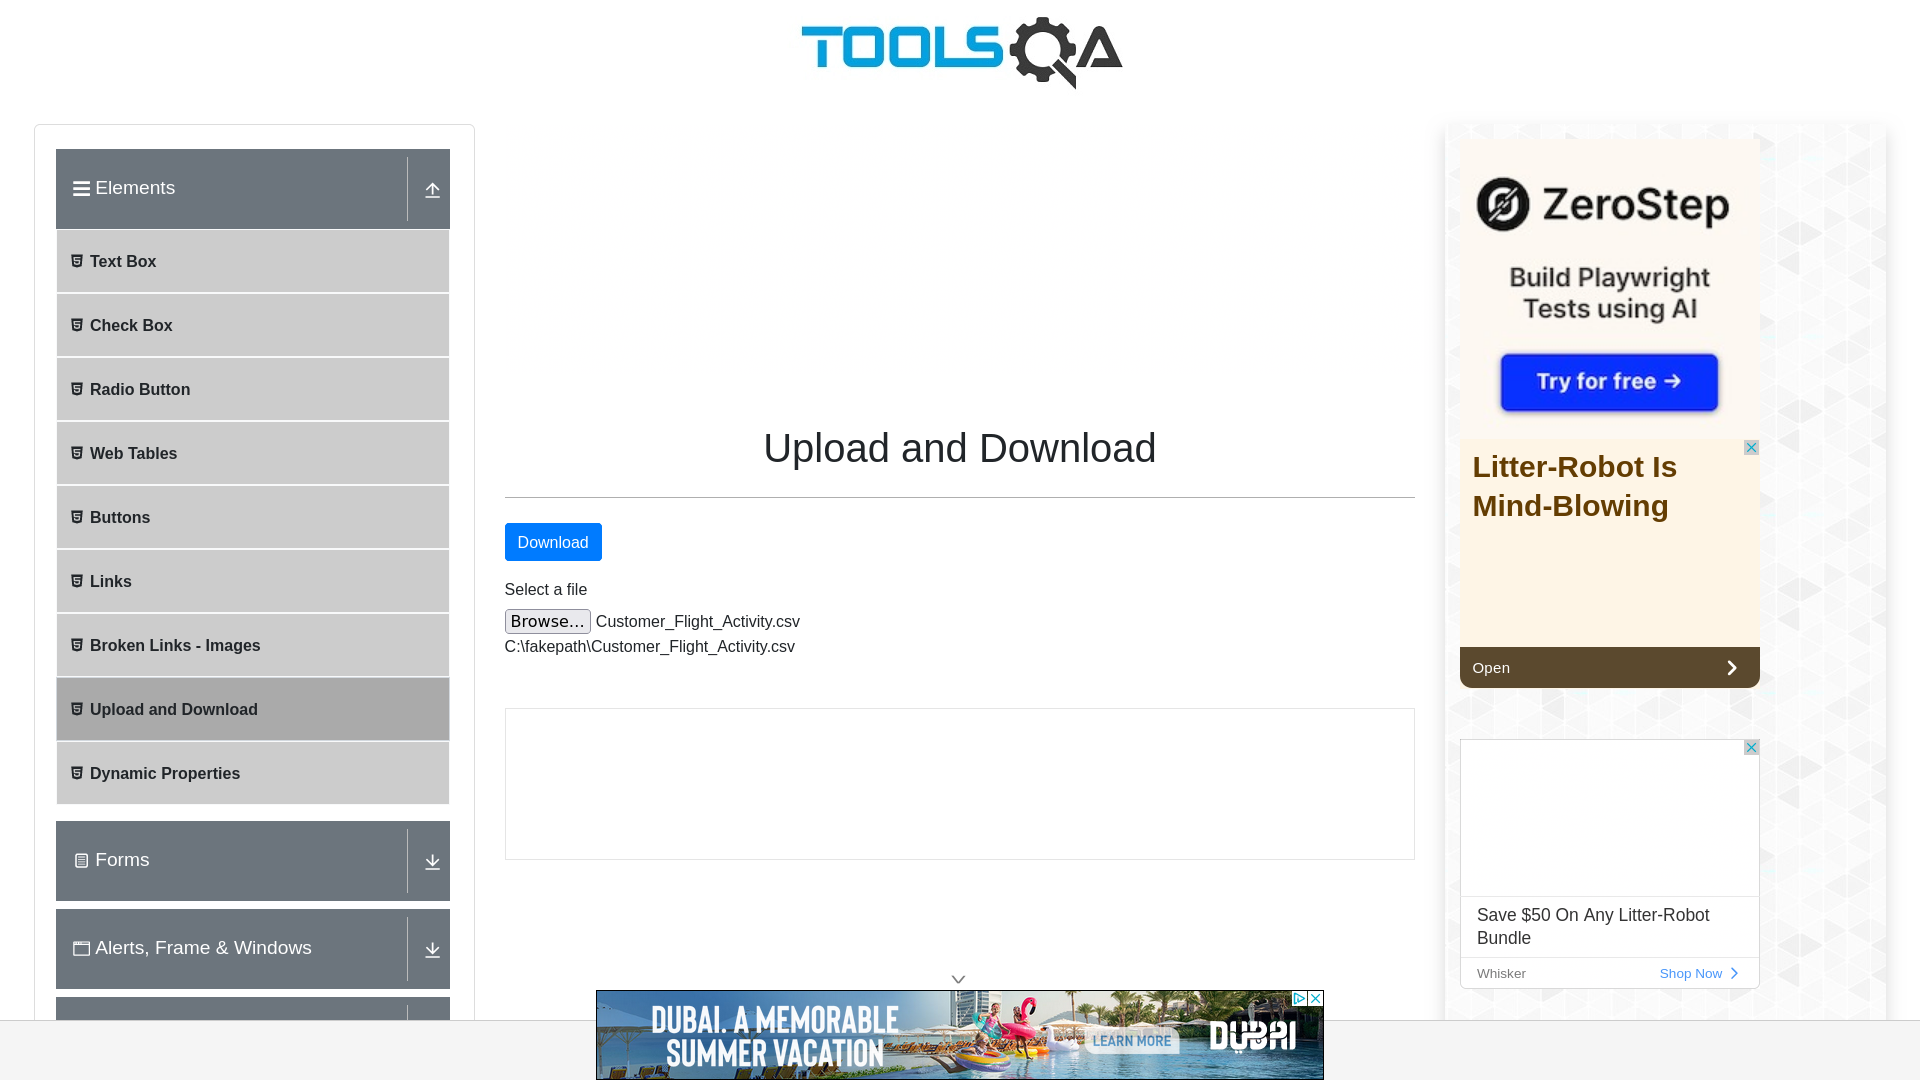 TOOLSQA
Elements
Text Box
Check Box
Radio Button
Web Tables
Buttons
Links
Broken Links - Images
Upload and Download
Dynamic Properties
Forms
Alerts, Frame & Windows
Upload and Download
Download
Select a file
Browse... Customer_Flight_Activity.csv
C:\fakepath\Customer_Flight_Activity.csv
ZeroStep
Build Playwright
Tests using AI
Try for free →
Litter-Robot Is
Mind-Blowing
Open
Save $50 On Any Litter-Robot
Bundle
Whisker Shop Now
DUBAI. A MEMORABLE
SUMMER VACATION
LEARN MORE
DUBAI